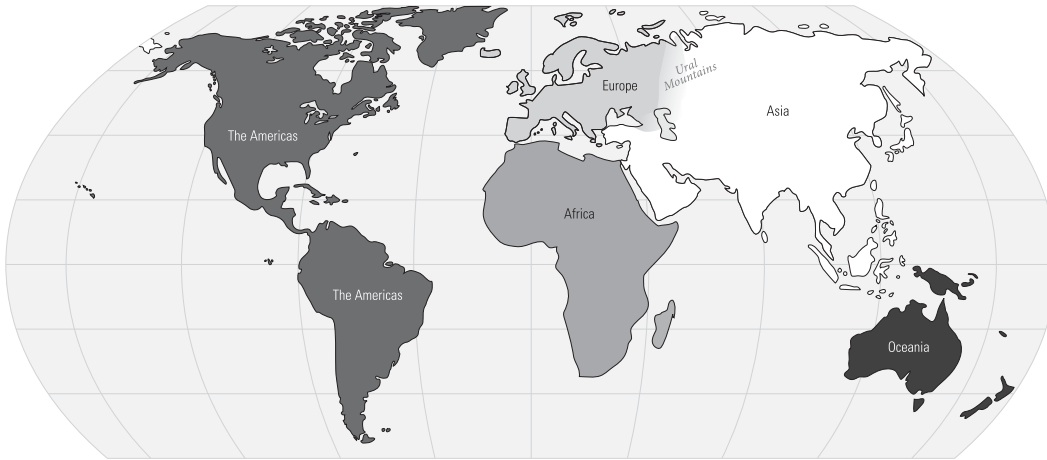 Ural
Mountains
Europe
Asia
The Americas
Africa
The Americas
Oceania